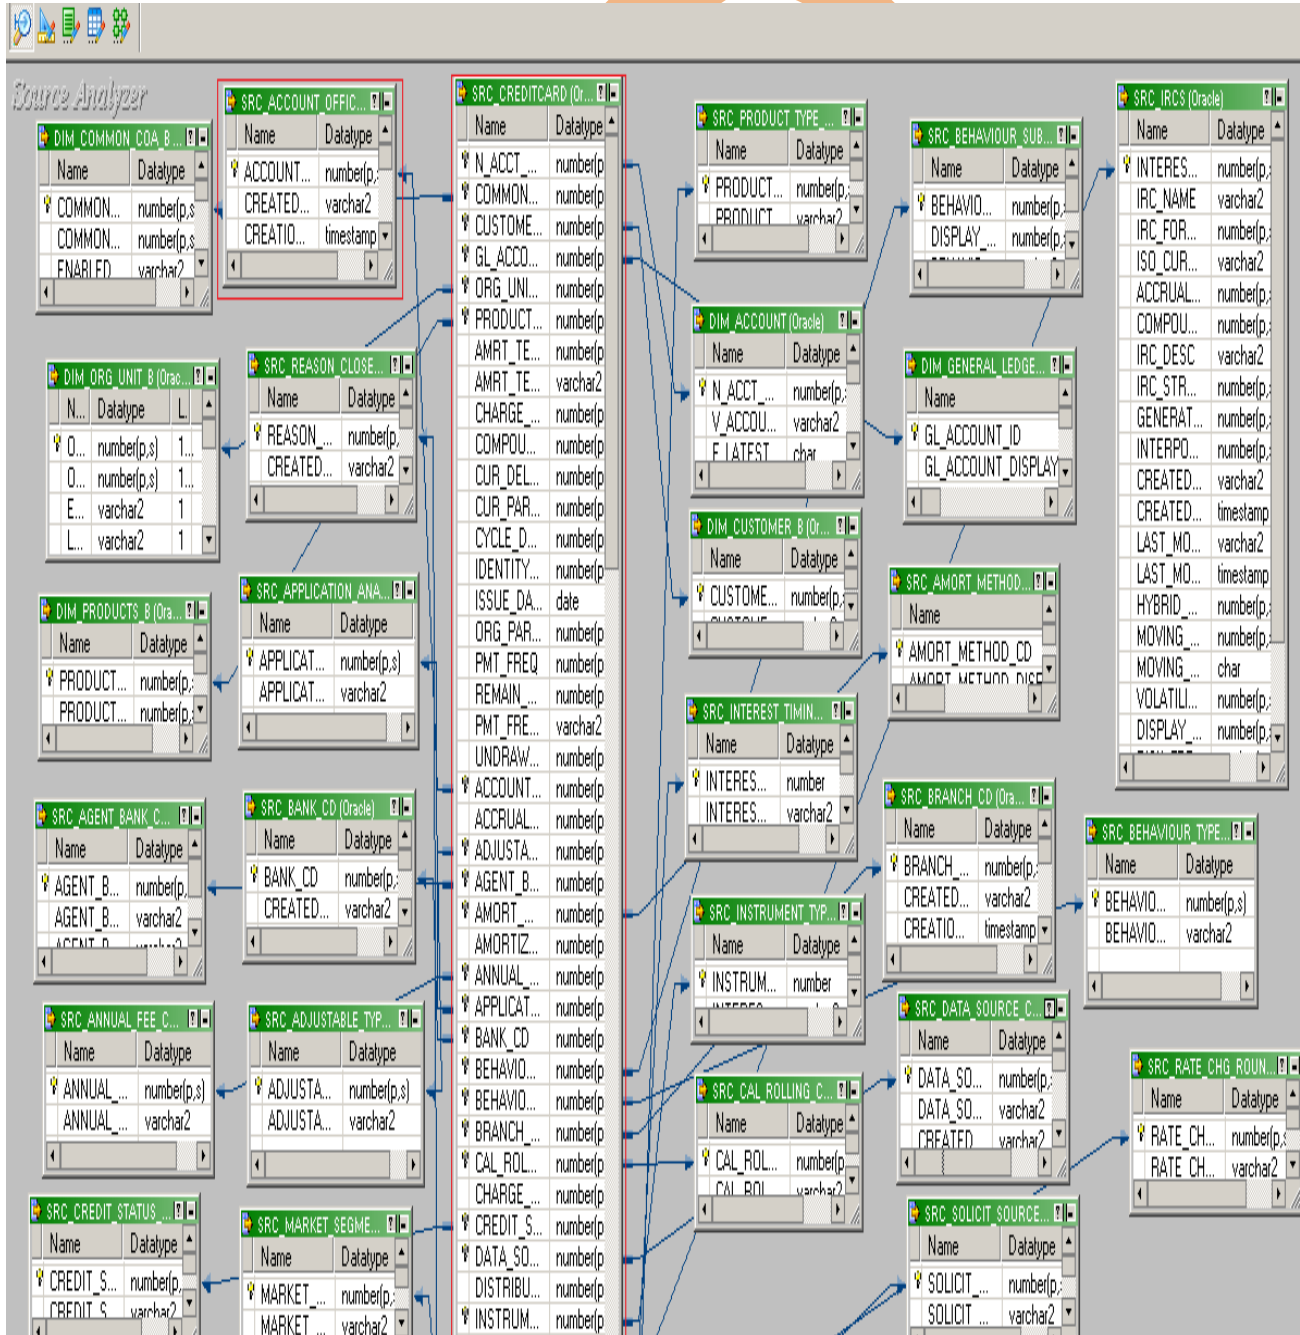 Source Analyzer
DIM_COMMON_COA_B ...
Name Datatype
COMMON... number(p,s
COMMON... number(p,s
ENABLED varchar2
SRC_ACCOUNT_OFFIC...
Name Datatype
ACCOUNT... number(p,
CREATED... varchar2
CREATIO... timestamp
DIM_ORG_UNIT_B (Orac...
N... Datatype L.
O... number(p,s) 1...
O... number(p,s) 1...
E... varchar2 1
L... varchar2 1
SRC_REASON_CLOSE...
Name Datatype
REASON_... number(p,
CREATED... varchar2
DIM_PRODUCTS_B (Ora...
Name Datatype
PRODUCT... number(p,
PRODUCT... number(p,
SRC_APPLICATION_ANA...
Name Datatype
APPLICAT... number(p,s)
APPLICAT... varchar2
SRC_AGENT_BANK_C...
Name Datatype
AGENT_B... number(p,
AGENT_B... varchar2
AGENT_B varchar2
SRC_BANK_CD (Oracle)
Name Datatype
BANK_CD number(p,
CREATED... varchar2
SRC_ANNUAL_FEE_C...
Name Datatype
ANNUAL_... number(p,s)
ANNUAL_... varchar2
SRC_ADJUSTABLE_TYP...
Name Datatype
ADJUSTA... number(p,s)
ADJUSTA... varchar2
SRC_CREDIT_STATUS_...
Name Datatype
CREDIT_S... number(p,
CREDIT_S varchar2
SRC_MARKET_SEGME...
Name Datatype
MARKET_... number(p,
MARKET_... varchar2
SRC_CREDITCARD (Or...
Name Datatype
N_ACCT_... number(p
COMMON... number(p
CUSTOME... number(p
GL_ACCO... number(p
ORG_UNI... number(p
PRODUCT... number(p
AMRT_TE... number(p
AMRT_TE... varchar2
CHARGE_... number(p
COMPOU... number(p
CUR_DEL... number(p
CUR_PAR... number(p
CYCLE_D... number(p
IDENTITY... number(p
ISSUE_DA... date
ORG_PAR... number(p
PMT_FREQ number(p
REMAIN_... number(p
PMT_FRE... varchar2
UNDRAW... number(p
ACCOUNT... number(p
ACCRUAL... number(p
ADJUSTA... number(p
AGENT_B... number(p
AMORT_... number(p
AMORTIZ... number(p
ANNUAL_... number(p
APPLICAT... number(p
BANK_CD number(p
BEHAVIO... number(p
BEHAVIO... number(p
BRANCH_... number(p
CAL_ROL... number(p
CHARGE_... number(p
CREDIT_S... number(p
DATA_SO... number(p
DISTRIBU... number(p
INSTRUM... number(p
SRC_PRODUCT_TYPE_...
Name Datatype
PRODUCT... number(p,
PRODUCT varchar2
DIM_ACCOUNT (Oracle)
Name Datatype
N_ACCT_... number(p,
V_ACCOU... varchar2
F_LATEST char
DIM_CUSTOMER_B (Or...
Name Datatype
CUSTOME... number(p,
SRC_INTEREST_TIMIN...
Name Datatype
INTERES... number
INTERES... varchar2
SRC_INSTRUMENT_TYP...
Name Datatype
INSTRUM... number
SRC_CAL_ROLLING_C...
Name Datatype
CAL_ROL... number(p
CAL_ROL varchar2
SRC_BEHAVIOUR_SUB...
Name Datatype
BEHAVIO... number(p,
DISPLAY_... number(p,
DIM_GENERAL_LEDGE...
Name
GL_ACCOUNT_ID
GL_ACCOUNT_DISPLAY
SRC_AMORT_METHOD...
Name
AMORT_METHOD_CD
AMORT_METHOD_DISP
SRC_BRANCH_CD (Ora...
Name Datatype
BRANCH_... number(p,
CREATED... varchar2
CREATIO... timestamp
SRC_DATA_SOURCE_C...
Name Datatype
DATA_SO... number(p,
DATA_SO... varchar2
CREATED varchar2
SRC_SOLICIT_SOURCE...
Name Datatype
SOLICIT_... number(p,
SOLICIT_... varchar2
SRC_IRCS (Oracle)
Name Datatype
INTERES... number(p,
IRC_NAME varchar2
IRC_FOR... number(p,
ISO_CUR... varchar2
ACCRUAL... number(p,
COMPOU... number(p,
IRC_DESC varchar2
IRC_STR... number(p,
GENERAT... number(p,
INTERPO... number(p,
CREATED... varchar2
CREATED... timestamp
LAST_MO... varchar2
LAST_MO... timestamp
HYBRID_... number(p,
MOVING_... number(p,
MOVING_... char
VOLATILI... number(p,
DISPLAY_... number(p,
SRC_BEHAVIOUR_TYPE...
Name Datatype
BEHAVIO... number(p,s)
BEHAVIO... varchar2
SRC_RATE_CHG_ROUN...
Name Datatype
RATE_CH... number(p,s
RATE_CH... varchar2